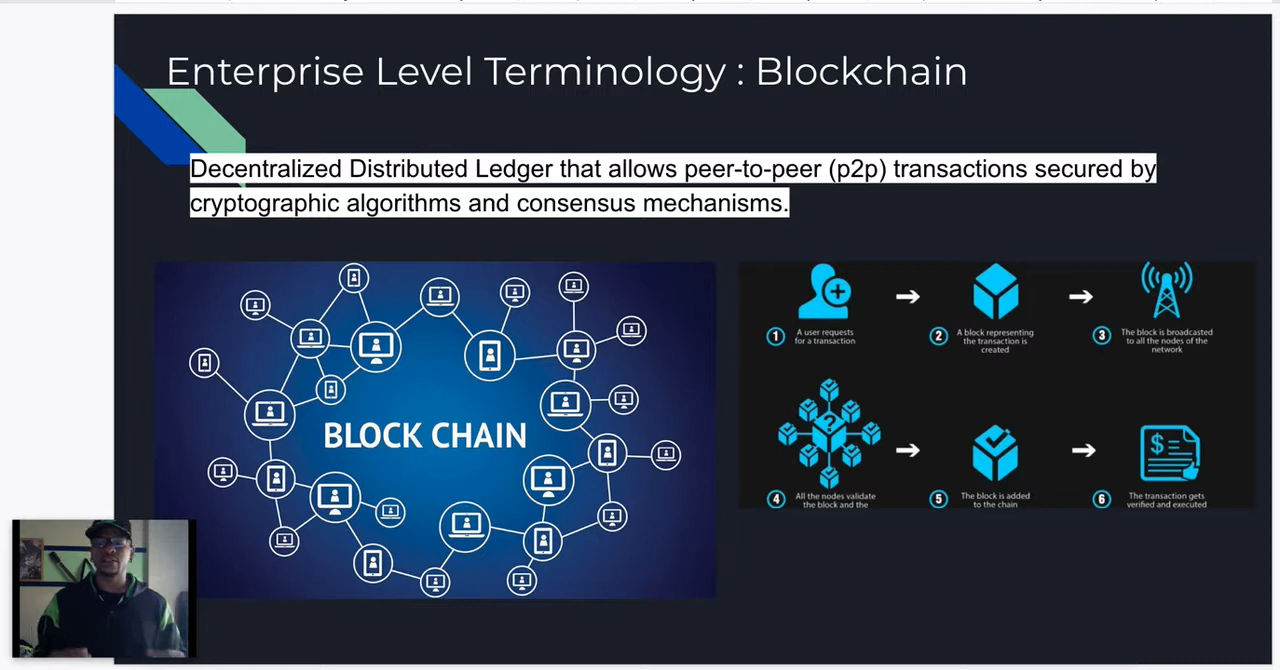 Enterprise Level Terminology : Blockchain
Decentralized Distributed Ledger that allows peer-to-peer (p2p) transactions secured by
cryptographic algorithms and consensus mechanisms.
BLOCK CHAIN
1 A user requests
for a transaction
2 A block representing
the transaction is
created
3 The block is broadcasted
to all the nodes of the
network
4 All the nodes validate
the block and the
5 The block is added
to the chain
6 The transaction gets
verified and executed